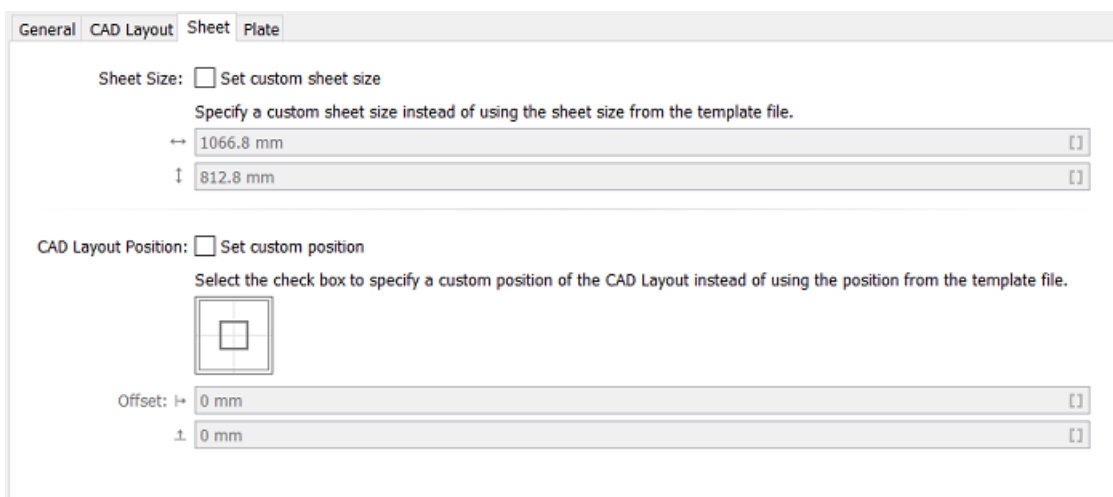 General CAD Layout Sheet Plate
Sheet Size: Set custom sheet size
Specify a custom sheet size instead of using the sheet size from the template file.
1066.8 mm []
812.8 mm []
CAD Layout Position: Set custom position
Select the check box to specify a custom position of the CAD Layout instead of using the position from the template file.
Offset: 0 mm []
0 mm []